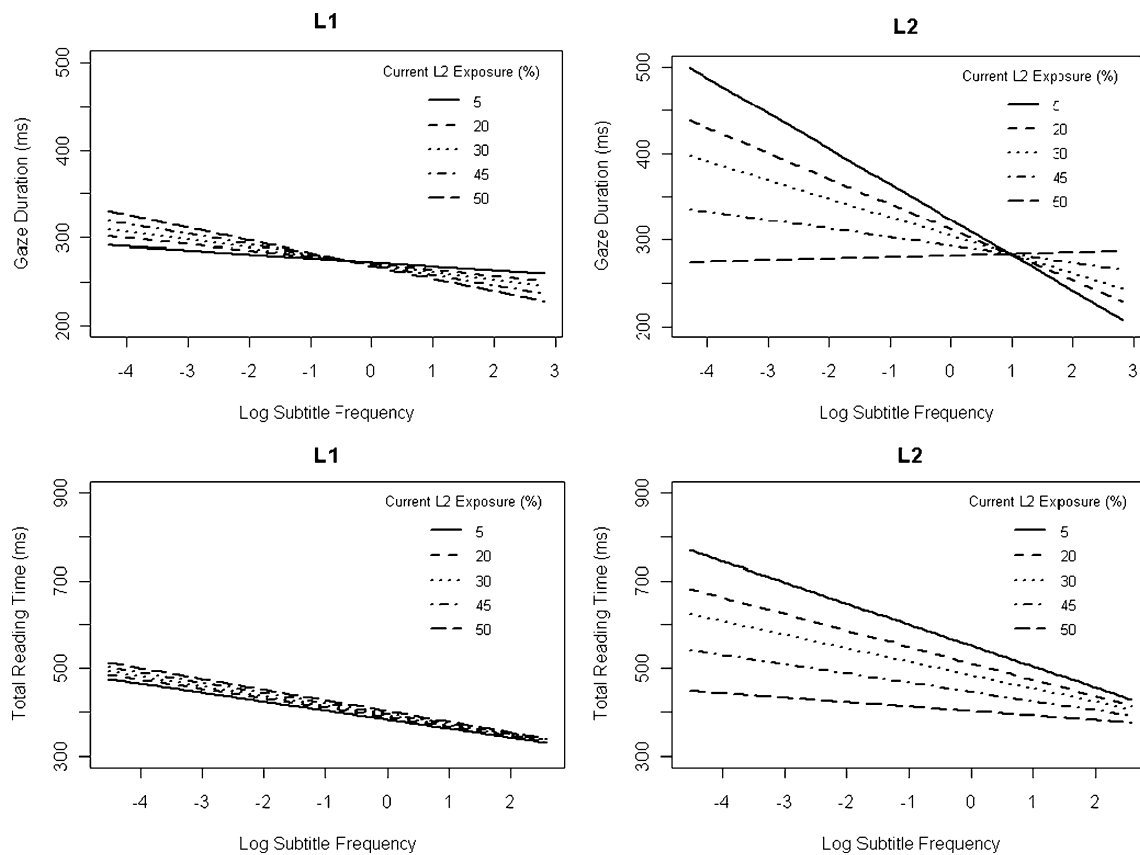 L1
Gaze Duration (ms)
500
400
300
200
Current L2 Exposure (%)
5
20
30
45
50
-4 -3 -2 -1 0 1 2 3
Log Subtitle Frequency
L2
Gaze Duration (ms)
500
400
300
200
Current L2 Exposure (%)
5
20
30
45
50
-4 -3 -2 -1 0 1 2 3
Log Subtitle Frequency
L1
Total Reading Time (ms)
900
700
500
300
Current L2 Exposure (%)
5
20
30
45
50
-4 -3 -2 -1 0 1 2
Log Subtitle Frequency
L2
Total Reading Time (ms)
900
700
500
300
Current L2 Exposure (%)
5
20
30
45
50
-4 -3 -2 -1 0 1 2
Log Subtitle Frequency